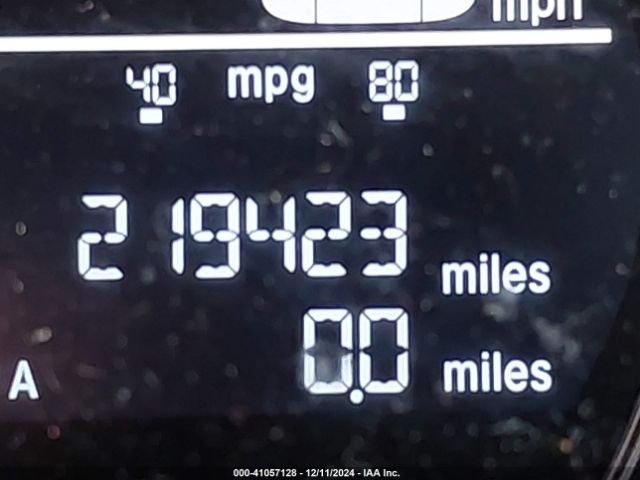 mph
40 mpg 80
219423 miles
0.0 miles
A
000-41057128 - 12/11/2024 - IAA Inc.